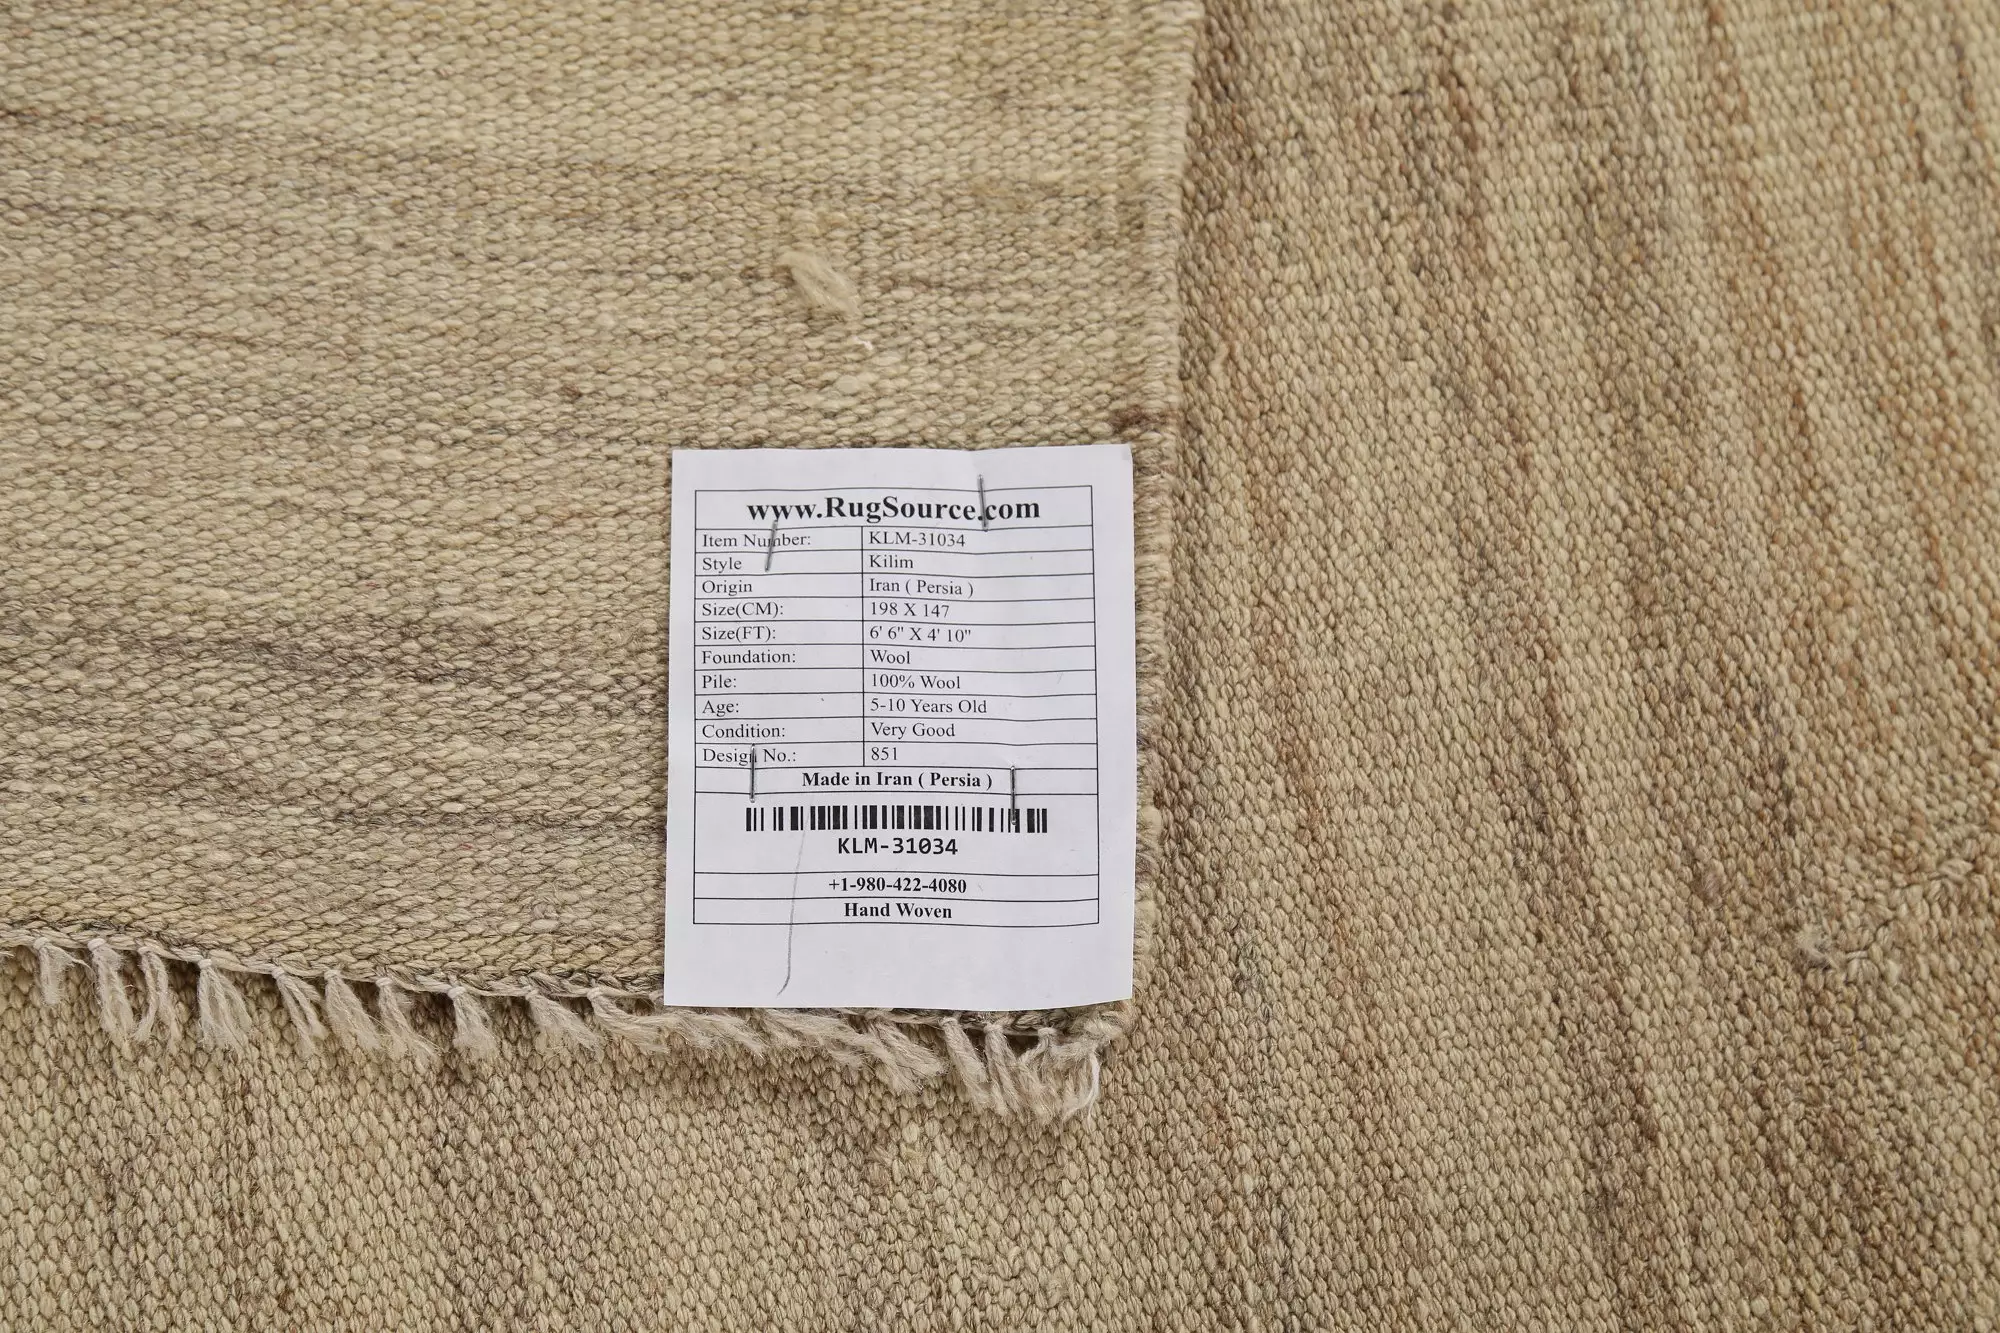 www.RugSource.com
Item Number: KLM-31034
Style Kilim
Origin Iran ( Persia )
Size(CM): 198 X 147
Size(FT): 6' 6" X 4' 10"
Foundation: Wool
Pile: 100% Wool
Age: 5-10 Years Old
Condition: Very Good
Design No.: 851
Made in Iran ( Persia )
KLM-31034
+1-980-422-4080
Hand Woven